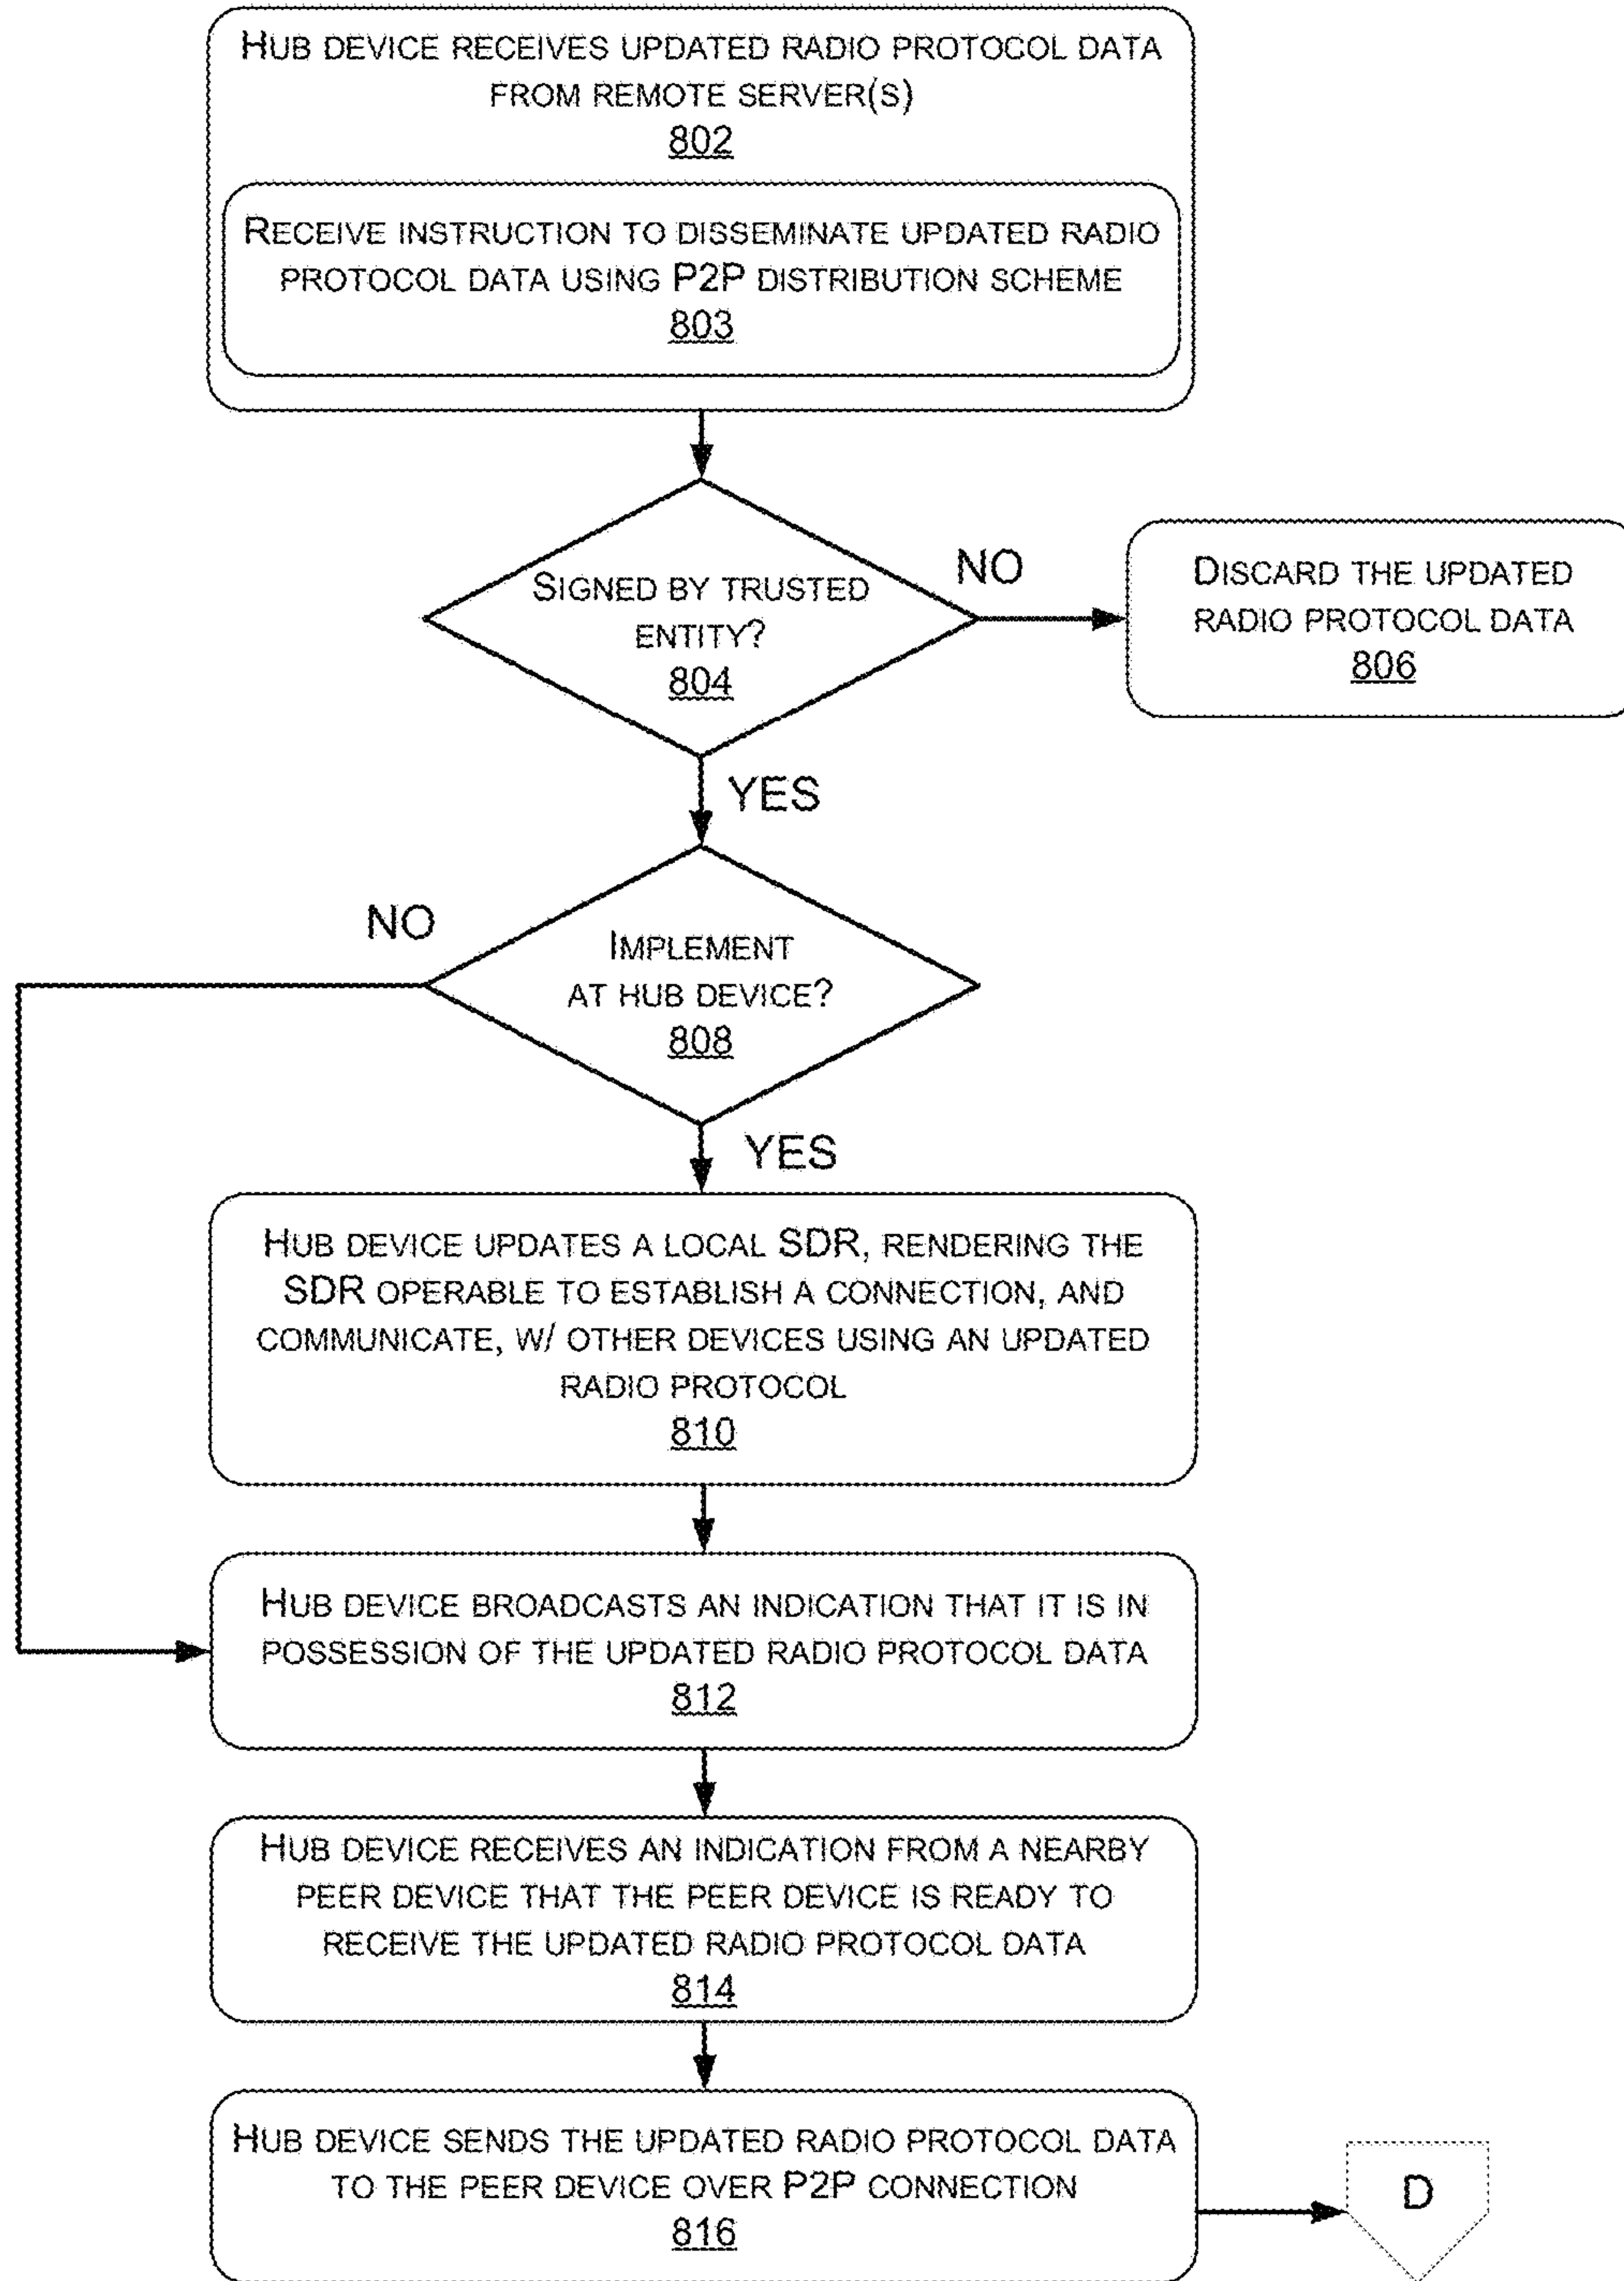 HUB DEVICE RECEIVES UPDATED RADIO PROTOCOL DATA
FROM REMOTE SERVER(S)
802
RECEIVE INSTRUCTION TO DISSEMINATE UPDATED RADIO
PROTOCOL DATA USING P2P DISTRIBUTION SCHEME
803
SIGNED BY TRUSTED
ENTITY?
804
NO
DISCARD THE UPDATED
RADIO PROTOCOL DATA
806
YES
NO
IMPLEMENT
AT HUB DEVICE?
808
YES
HUB DEVICE UPDATES A LOCAL SDR, RENDERING THE
SDR OPERABLE TO ESTABLISH A CONNECTION, AND
COMMUNICATE, W/ OTHER DEVICES USING AN UPDATED
RADIO PROTOCOL
810
HUB DEVICE BROADCASTS AN INDICATION THAT IT IS IN
POSSESSION OF THE UPDATED RADIO PROTOCOL DATA
812
HUB DEVICE RECEIVES AN INDICATION FROM A NEARBY
PEER DEVICE THAT THE PEER DEVICE IS READY TO
RECEIVE THE UPDATED RADIO PROTOCOL DATA
814
HUB DEVICE SENDS THE UPDATED RADIO PROTOCOL DATA
TO THE PEER DEVICE OVER P2P CONNECTION
816
D